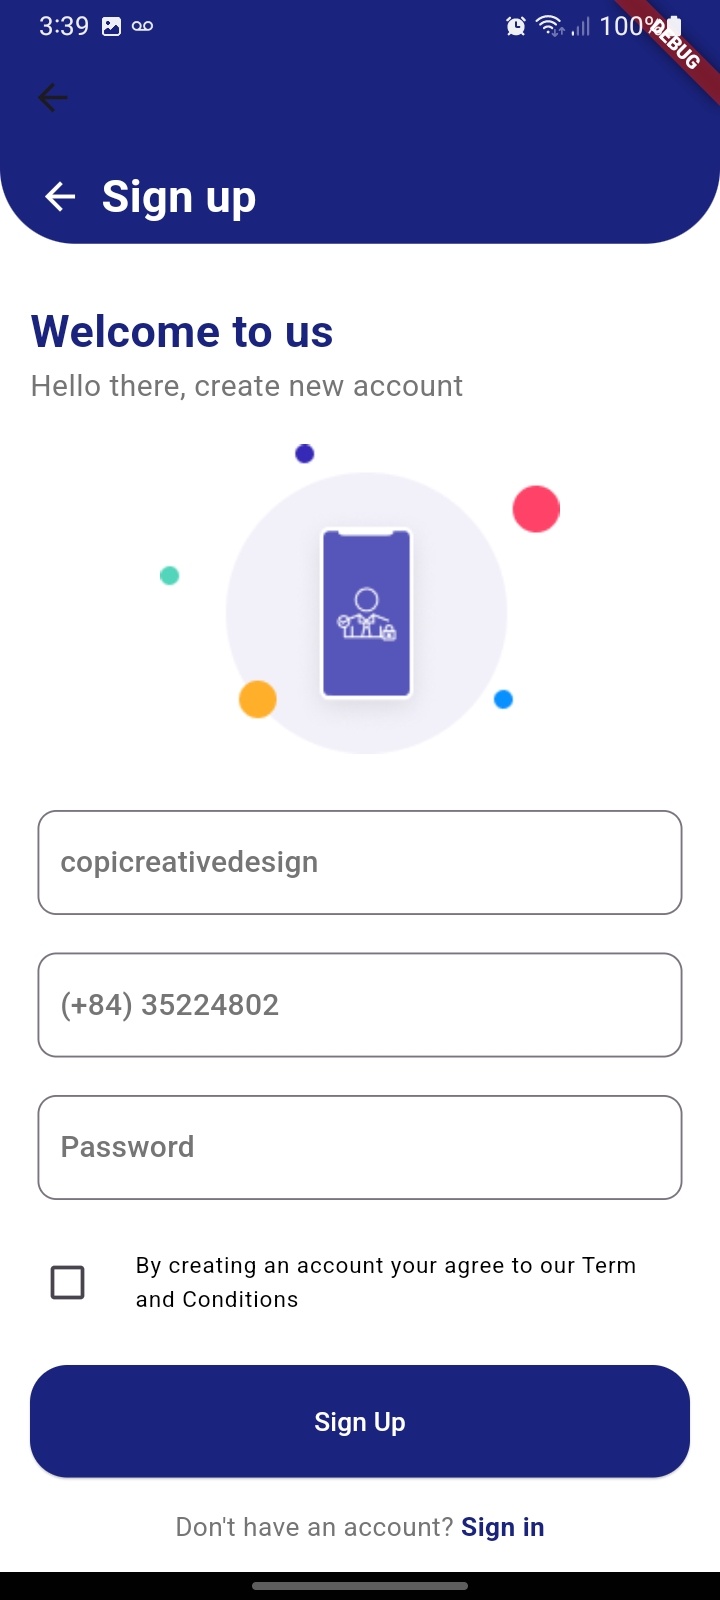 3:39 100%
DEBUG
Sign up
Welcome to us
Hello there, create new account
copicreativedesign
(+84) 35224802
Password
By creating an account your agree to our Term
and Conditions
Sign Up
Don't have an account? Sign in